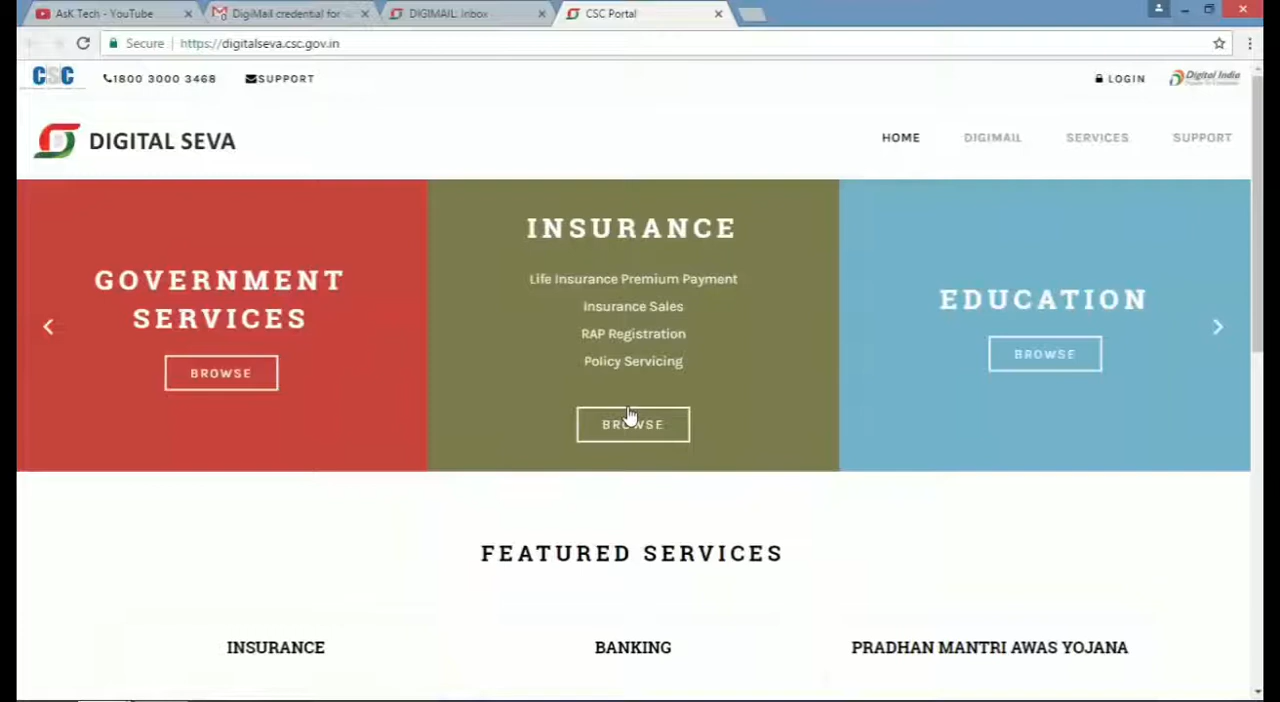 AsK Tech - YouTube
DigiMail credential for
DIGIMAIL: Inbox
CSC Portal
Secure
https://digitalseva.csc.gov.in
CSC
1800 3000 3468
SUPPORT
LOGIN
Digital India
DIGITAL SEVA
HOME
DIGIMAIL
SERVICES
SUPPORT
GOVERNMENT
SERVICES
BROWSE
INSURANCE
Life Insurance Premium Payment
Insurance Sales
RAP Registration
Policy Servicing
BROWSE
EDUCATION
BROWSE
FEATURED SERVICES
INSURANCE
BANKING
PRADHAN MANTRI AWAS YOJANA